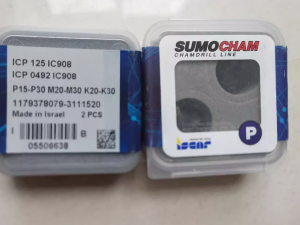 ICP 125 IC908
ICP 0492 IC908
P15-P30 M20-M30 K20-K30
1179378079-3111520
Made in Israel 2 PCS
B
05506638
SUMOCHAM
CHAMDRILL LINE
iscar
P